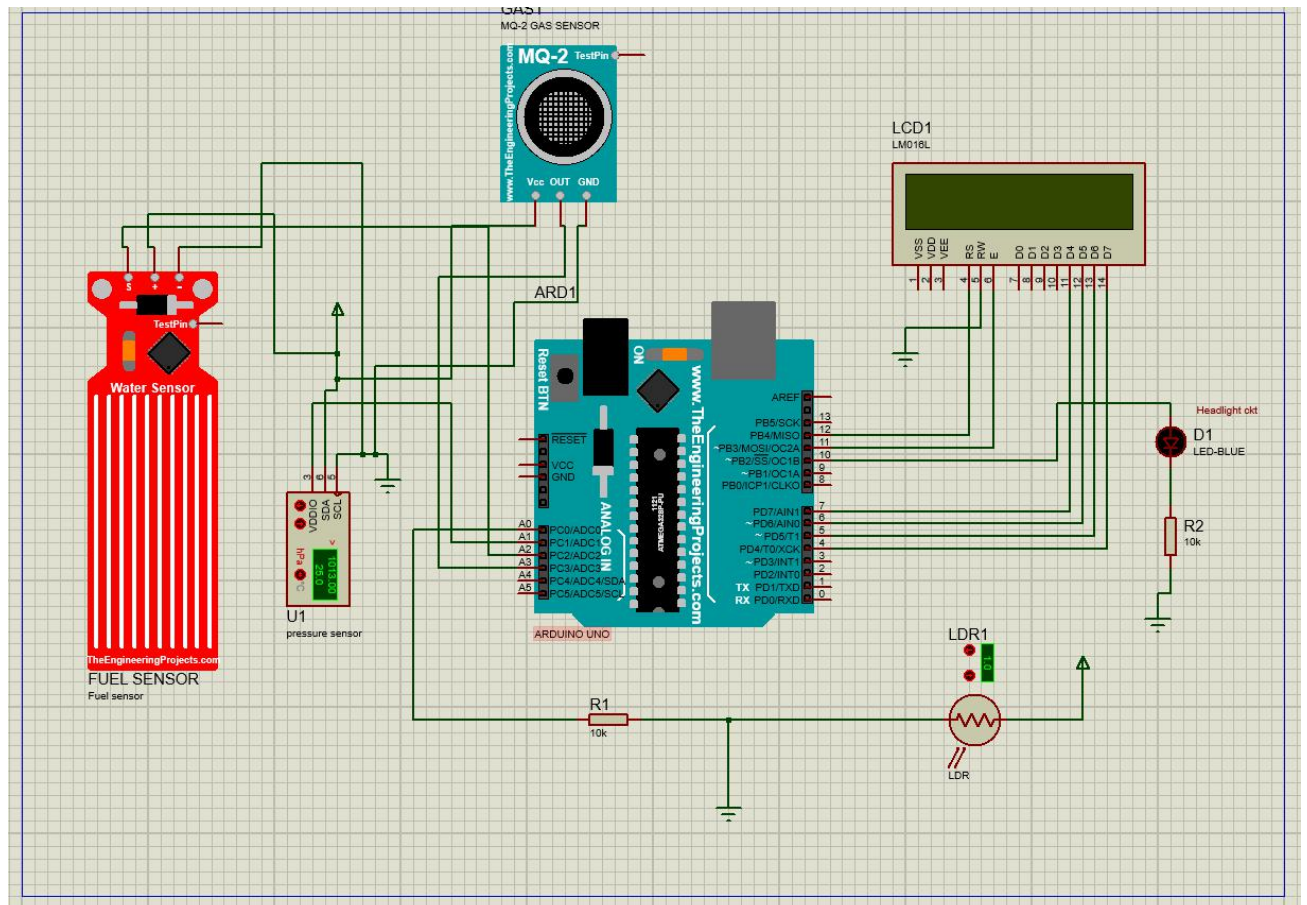 GAS1
MQ-2 GAS SENSOR
MQ-2 TestPin
www.TheEngineeringProjects.com
Vcc OUT GND
LCD1
LM016L
VSS VDD VEE RS RW E D0 D1 D2 D3 D4 D5 D6 D7
1 2 3 4 5 6 7 8 9 10 11 12 13 14
S + -
TestPin
Water Sensor
TheEngineeringProjects.com
FUEL SENSOR
Fuel sensor
3 6 5
VDDIO SDA SCL
>
hPa
°C
1013.00
25.0
U1
pressure sensor
ARD1
Reset BTN
ON
www.TheEngineeringProjects.com
RESET
VCC
GND
ANALOG IN
A0 PC0/ADC0
A1 PC1/ADC1
A2 PC2/ADC2
A3 PC3/ADC3
A4 PC4/ADC4/SDA
A5 PC5/ADC5/SCL
1121
ATMEGA328P-PU
AREF
PB5/SCK 13
PB4/MISO 12
~PB3/MOSI/OC2A 11
~PB2/SS/OC1B 10
~PB1/OC1A 9
PB0/ICP1/CLKO 8
PD7/AIN1 7
~PD6/AIN0 6
~PD5/T1 5
PD4/T0/XCK 4
~PD3/INT1 3
PD2/INT0 2
TX PD1/TXD 1
RX PD0/RXD 0
ARDUINO UNO
Headlight ckt
D1
LED-BLUE
R2
10k
LDR1
1.0
LDR
R1
10k